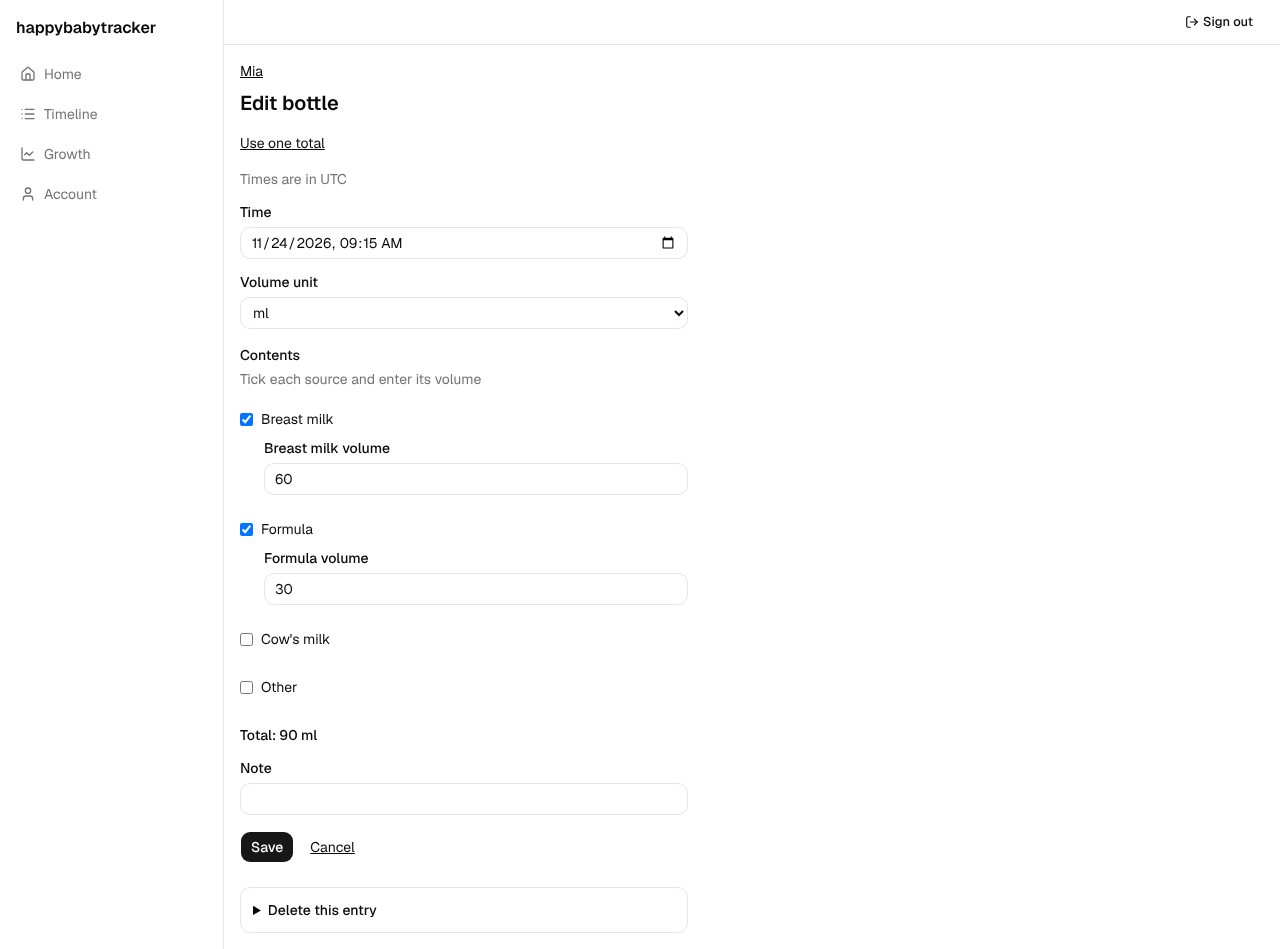 happybabytracker
Sign out
Home
Timeline
Growth
Account
Mia
Edit bottle
Use one total
Times are in UTC
Time
11/24/2026, 09:15 AM
Volume unit
ml
Contents
Tick each source and enter its volume
Breast milk
Breast milk volume
60
Formula
Formula volume
30
Cow's milk
Other
Total: 90 ml
Note
Save
Cancel
Delete this entry